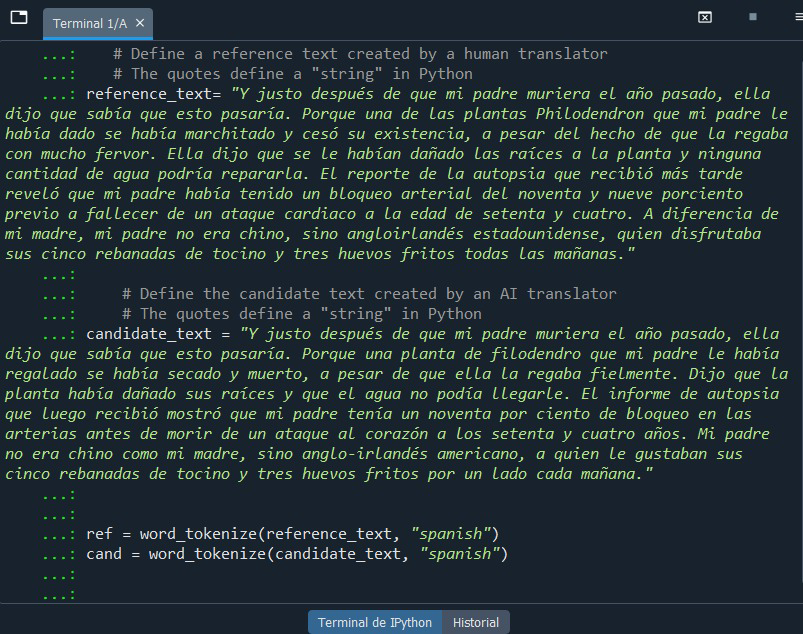 Terminal 1/A ×
...:    # Define a reference text created by a human translator
...:    # The quotes define a "string" in Python
...: reference_text= "Y justo después de que mi padre muriera el año pasado, ella
dijo que sabía que esto pasaría. Porque una de las plantas Philodendron que mi padre le
había dado se había marchitado y cesó su existencia, a pesar del hecho de que la regaba
con mucho fervor. Ella dijo que se le habían dañado las raíces a la planta y ninguna
cantidad de agua podría repararla. El reporte de la autopsia que recibió más tarde
reveló que mi padre había tenido un bloqueo arterial del noventa y nueve porciento
previo a fallecer de un ataque cardiaco a la edad de setenta y cuatro. A diferencia de
mi madre, mi padre no era chino, sino angloirlandés estadounidense, quien disfrutaba
sus cinco rebanadas de tocino y tres huevos fritos todas las mañanas."
...:
...:     # Define the candidate text created by an AI translator
...:     # The quotes define a "string" in Python
...: candidate_text = "Y justo después de que mi padre muriera el año pasado, ella
dijo que sabía que esto pasaría. Porque una planta de filodendro que mi padre le había
regalado se había secado y muerto, a pesar de que ella la regaba fielmente. Dijo que la
planta había dañado sus raíces y que el agua no podía llegarle. El informe de autopsia
que luego recibió mostró que mi padre tenía un noventa por ciento de bloqueo en las
arterias antes de morir de un ataque al corazón a los setenta y cuatro años. Mi padre
no era chino como mi madre, sino anglo-irlandés americano, a quien le gustaban sus
cinco rebanadas de tocino y tres huevos fritos por un lado cada mañana."
...:
...:
...: ref = word_tokenize(reference_text, "spanish")
...: cand = word_tokenize(candidate_text, "spanish")
...:
...:
Terminal de IPython Historial